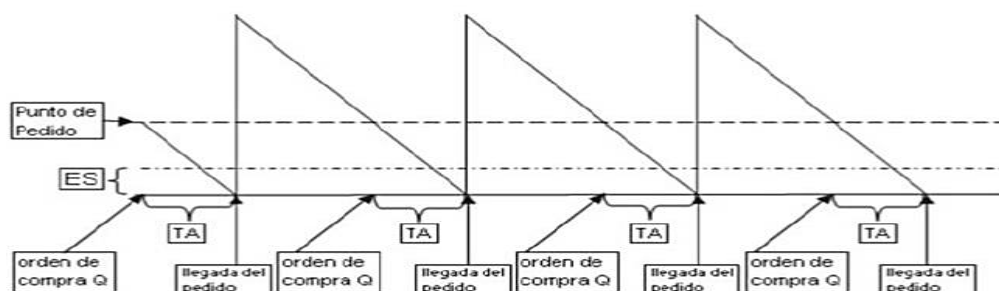 Punto de
Pedido
ES
TA
TA
TA
TA
orden de
compra Q
llegada del
pedido
orden de
compra Q
llegada del
pedido
orden de
compra Q
llegada del
pedido
orden de
compra Q
llegada del
pedido